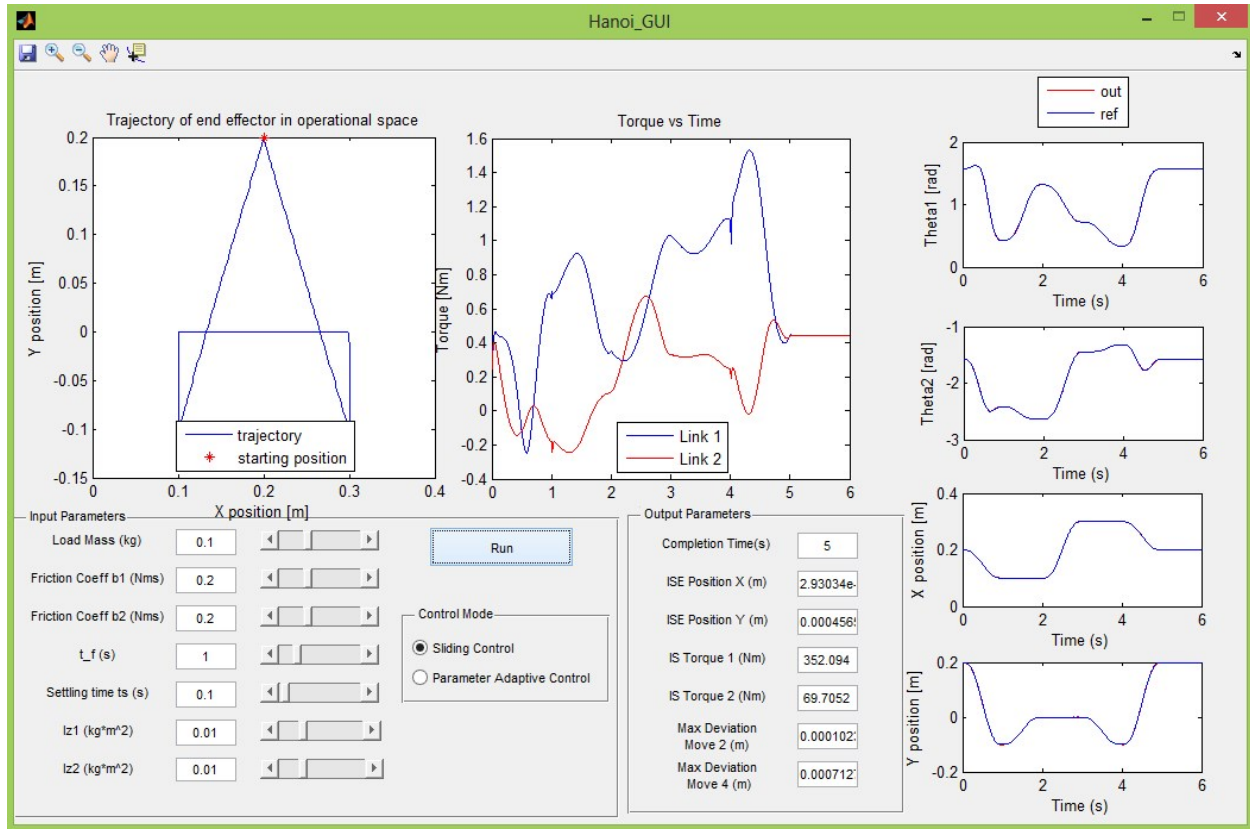 Hanoi_GUI
Trajectory of end effector in operational space
0.2
0.15
0.1
0.05
0
-0.05
-0.1
-0.15
0 0.1 0.2 0.3 0.4
Y position [m]
X position [m]
trajectory
starting position
Torque vs Time
1.6
1.4
1.2
1
0.8
0.6
0.4
0.2
0
-0.2
-0.4
0 1 2 3 4 5 6
Torque [Nm]
Link 1
Link 2
out
ref
2
1
0
0 2 4 6
Theta1 [rad]
Time (s)
-1
-2
-3
0 2 4 6
Theta2 [rad]
Time (s)
0.4
0.2
0
0 2 4 6
X position [m]
Time (s)
0.2
0
-0.2
0 2 4 6
Y position [m]
Time (s)
Input Parameters
Load Mass (kg) 0.1
Friction Coeff b1 (Nms) 0.2
Friction Coeff b2 (Nms) 0.2
t_f (s) 1
Settling time ts (s) 0.1
Iz1 (kg*m^2) 0.01
Iz2 (kg*m^2) 0.01
Run
Control Mode
Sliding Control
Parameter Adaptive Control
Output Parameters
Completion Time(s) 5
ISE Position X (m) 2.93034e-
ISE Position Y (m)
IS Torque 1 (Nm) 352.094
IS Torque 2 (Nm) 69.7052
Max Deviation
Move 2 (m)
Max Deviation
Move 4 (m)